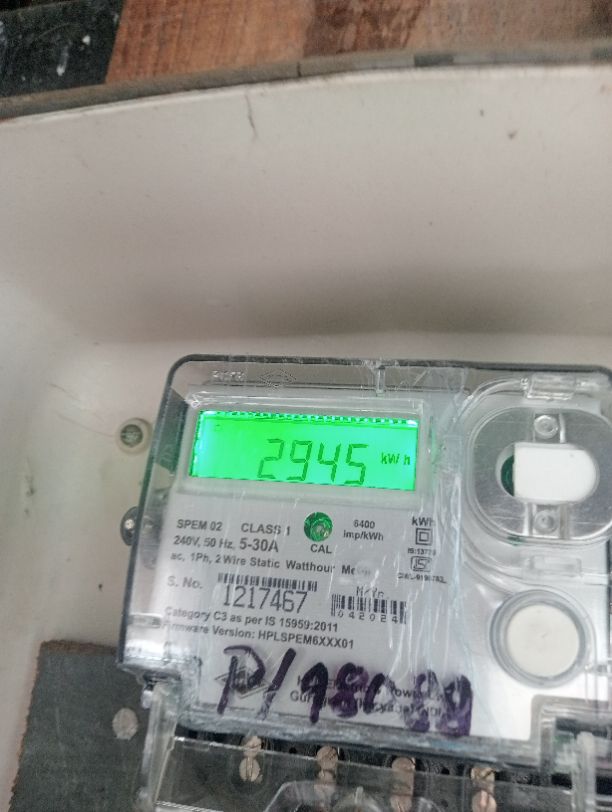 2945 kWh
SPEM 02 CLASS 1
6400 imp/kWh
kWh
240V, 50 Hz, 5-30A
CAL
ac, 1Ph, 2 Wire Static Watthour
S. No.
1217467
042024
Category C3 as per IS 15959:2011
Firmware Version: HPLSPEM6XXX01